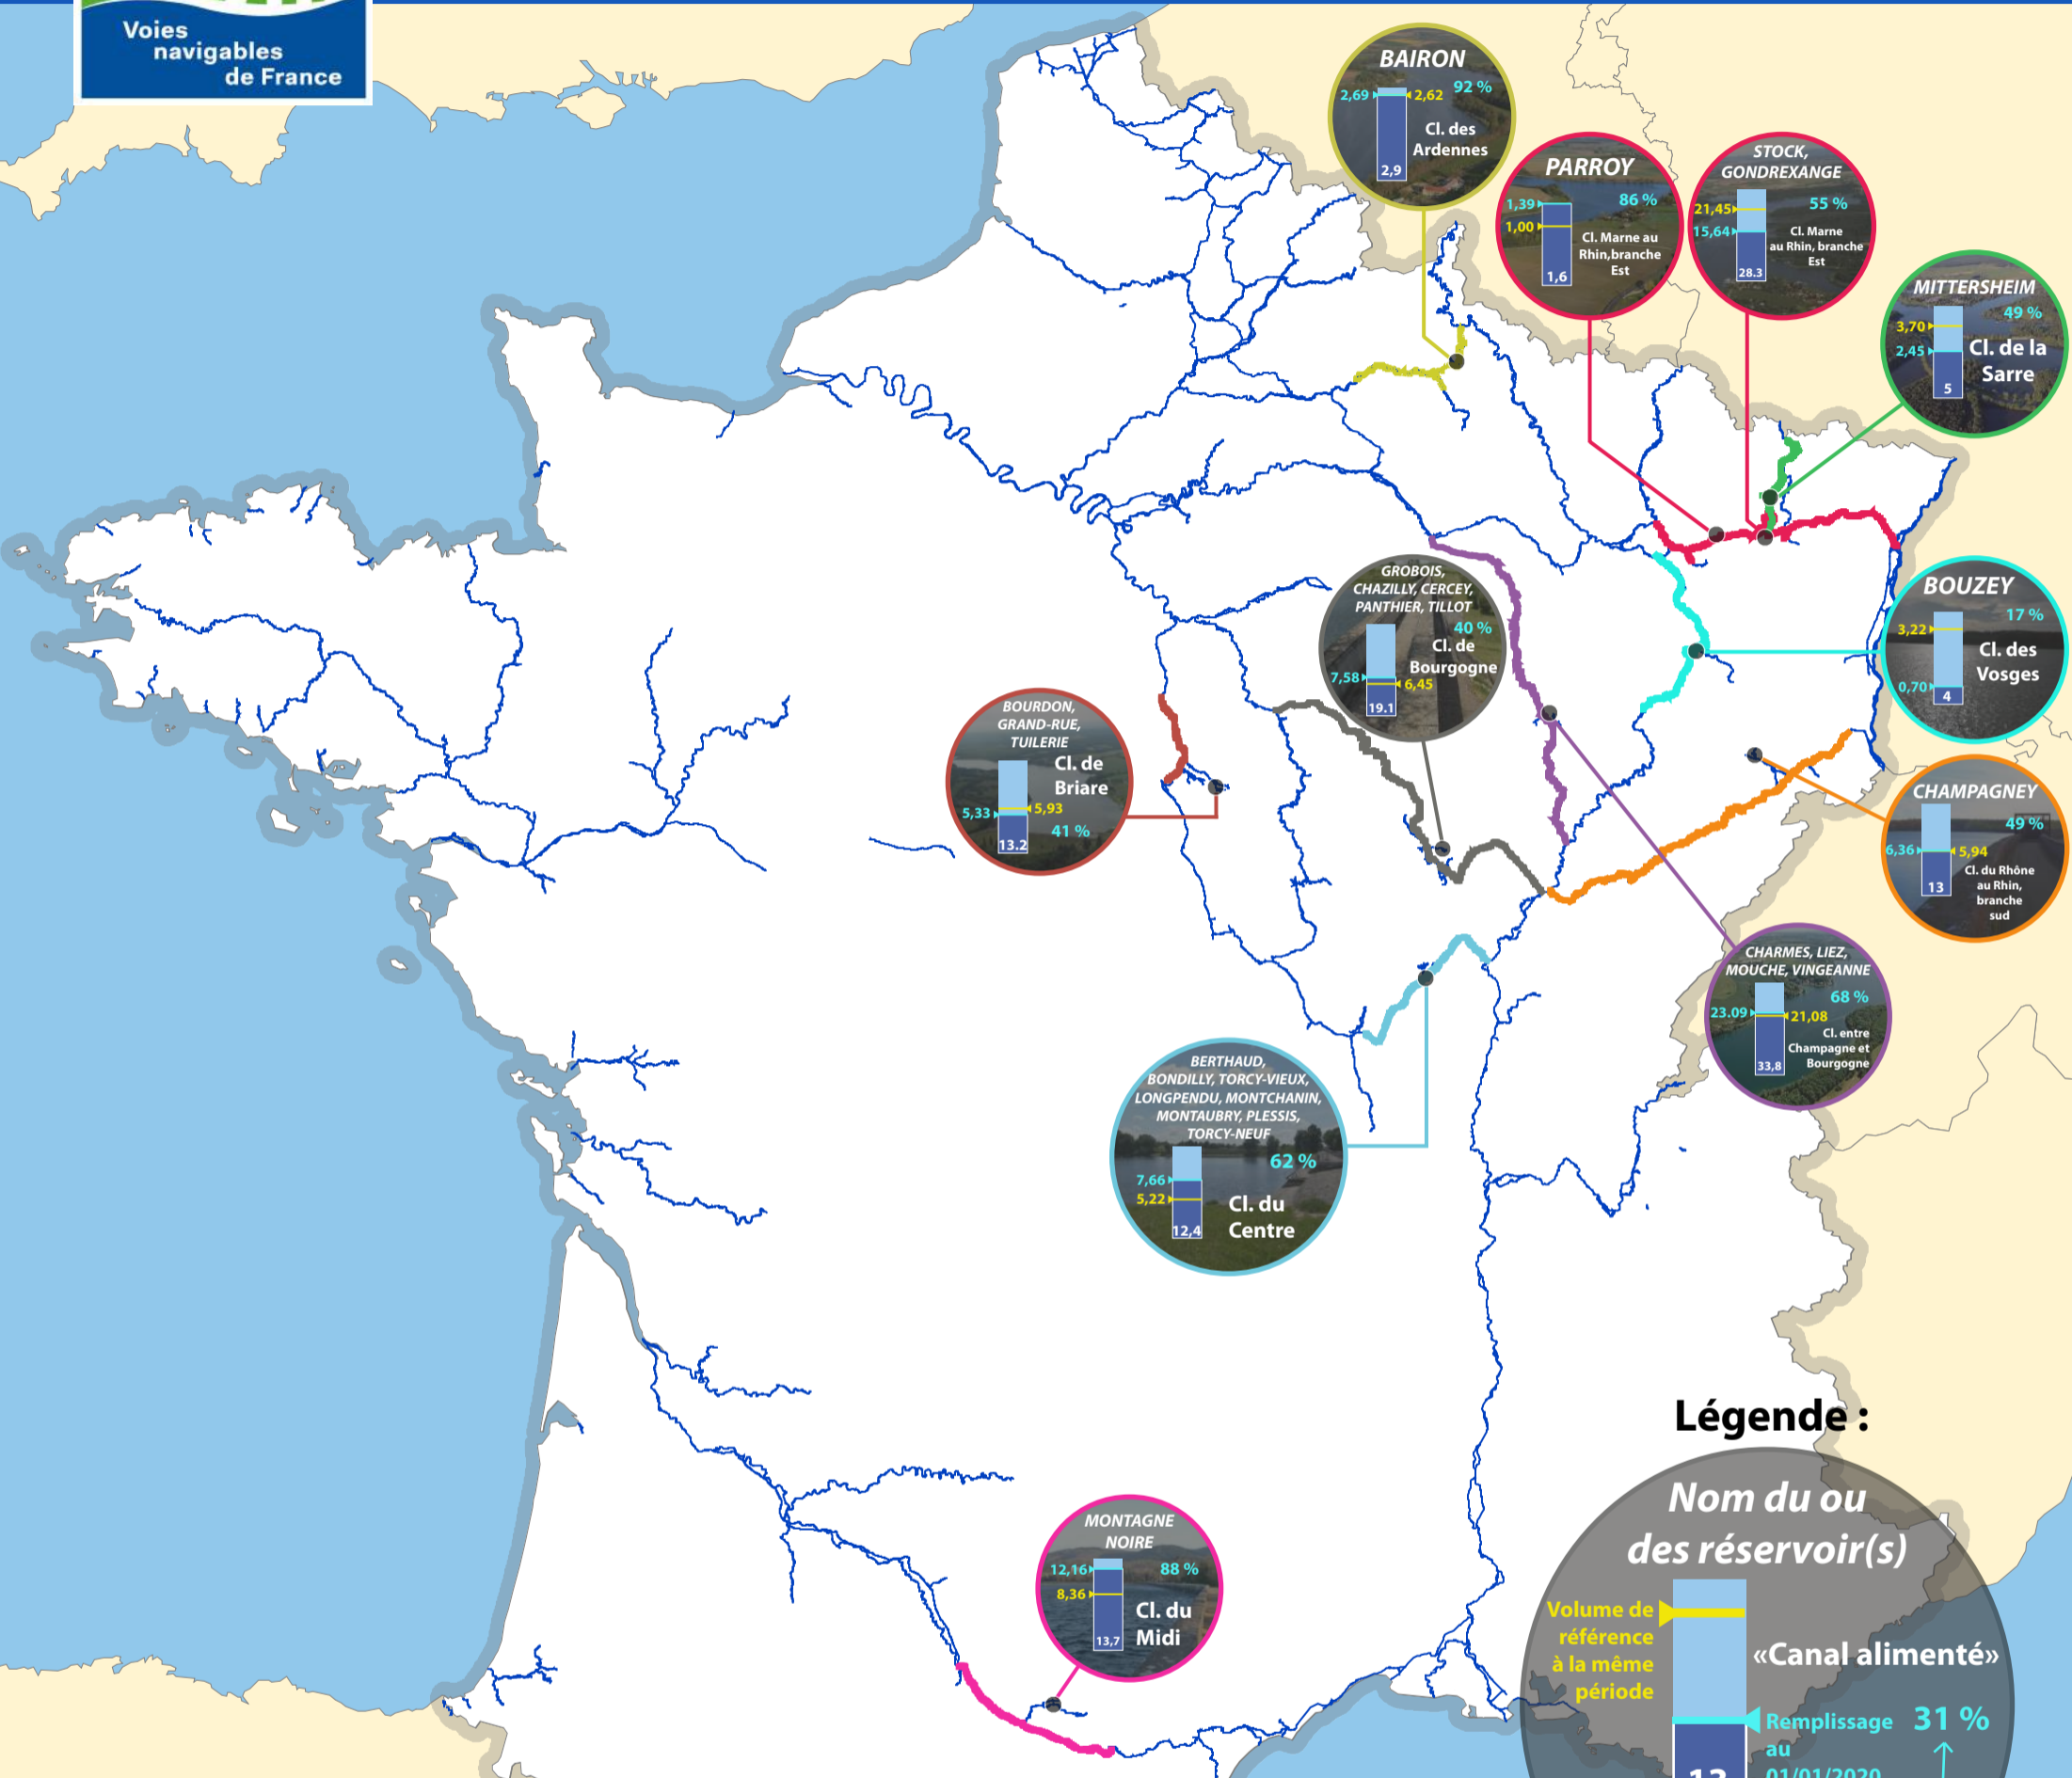 Voies
navigables
de France
BAIRON
92 %
2,69
2,62
Cl. des
Ardennes
2,9
PARROY
86 %
1,39
1,00
Cl. Marne au
Rhin,branche
Est
1,6
STOCK,
GONDREXANGE
55 %
21,45
15,64
Cl. Marne
au Rhin, branche
Est
28.3
MITTERSHEIM
49 %
3,70
2,45
Cl. de la
Sarre
5
GROBOIS,
CHAZILLY, CERCEY,
PANTHIER, TILLOT
40 %
Cl. de
Bourgogne
7,58
6,45
19.1
BOUZEY
17 %
3,22
Cl. des
Vosges
0,70
4
BOURDON,
GRAND-RUE,
TUILERIE
Cl. de
Briare
5,93
5,33
41 %
13.2
CHAMPAGNEY
49 %
6,36
5,94
Cl. du Rhône
au Rhin,
branche
sud
13
CHARMES, LIEZ,
MOUCHE, VINGEANNE
68 %
23.09
21,08
Cl. entre
Champagne et
Bourgogne
33,8
BERTHAUD,
BONDILLY, TORCY-VIEUX,
LONGPENDU, MONTCHANIN,
MONTAUBRY, PLESSIS,
TORCY-NEUF
62 %
7,66
5,22
Cl. du
Centre
12,4
MONTAGNE
NOIRE
12,16
88 %
8,36
Cl. du
Midi
13,7
Légende :
Nom du ou
des réservoir(s)
Volume de
référence
à la même
période
«Canal alimenté»
Remplissage 31 %
au
01/01/2020
13